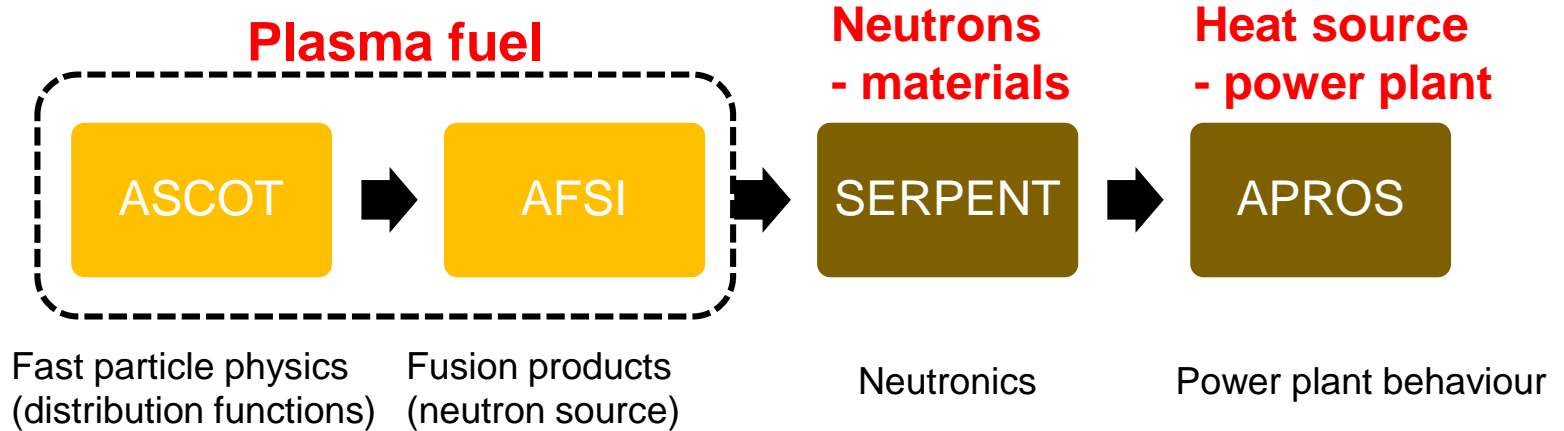 Plasma fuel
Neutrons
- materials
Heat source
- power plant
ASCOT
AFSI
SERPENT
APROS
Fast particle physics
(distribution functions)
Fusion products
(neutron source)
Neutronics
Power plant behaviour